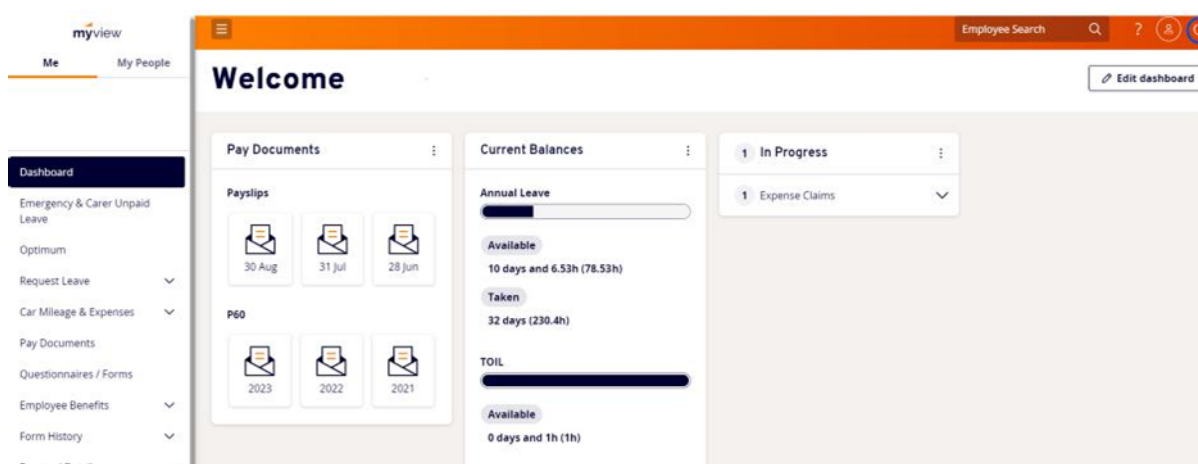 myview
Me
My People
Dashboard
Emergency & Carer Unpaid
Leave
Optimum
Request Leave
Car Mileage & Expenses
Pay Documents
Questionnaires / Forms
Employee Benefits
Form History
Employee Search
?
Welcome
Edit dashboard
Pay Documents
Payslips
30 Aug
31 Jul
28 Jun
P60
2023
2022
2021
Current Balances
Annual Leave
Available
10 days and 6.53h (78.53h)
Taken
32 days (230.4h)
TOIL
Available
0 days and 1h (1h)
1 In Progress
1 Expense Claims